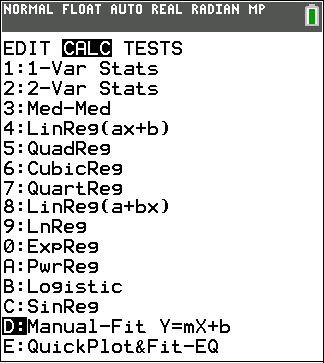 NORMAL FLOAT AUTO REAL RADIAN MP
EDIT CALC TESTS
1:1-Var Stats
2:2-Var Stats
3:Med-Med
4:LinReg(ax+b)
5:QuadReg
6:CubicReg
7:QuartReg
8:LinReg(a+bx)
9:LnReg
0:ExpReg
A:PwrReg
B:Logistic
C:SinReg
D:Manual-Fit Y=mX+b
E:QuickPlot&Fit-EQ